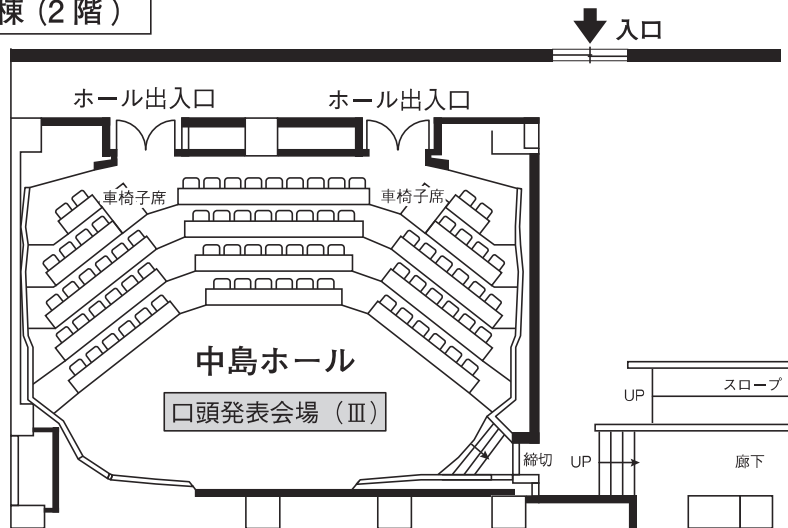 棟（2 階）
入口
ホール出入口
ホール出入口
車椅子席
車椅子席
中島ホール
口頭発表会場（Ⅲ）
スロープ
UP
締切
UP
廊下